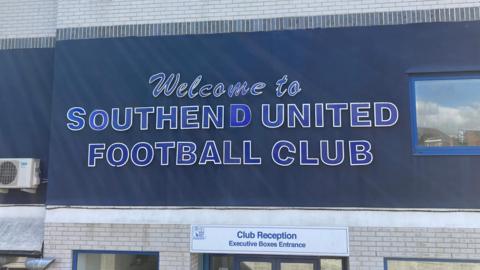 Welcome to
SOUTHEND UNITED
FOOTBALL CLUB
Club Reception
Executive Boxes Entrance